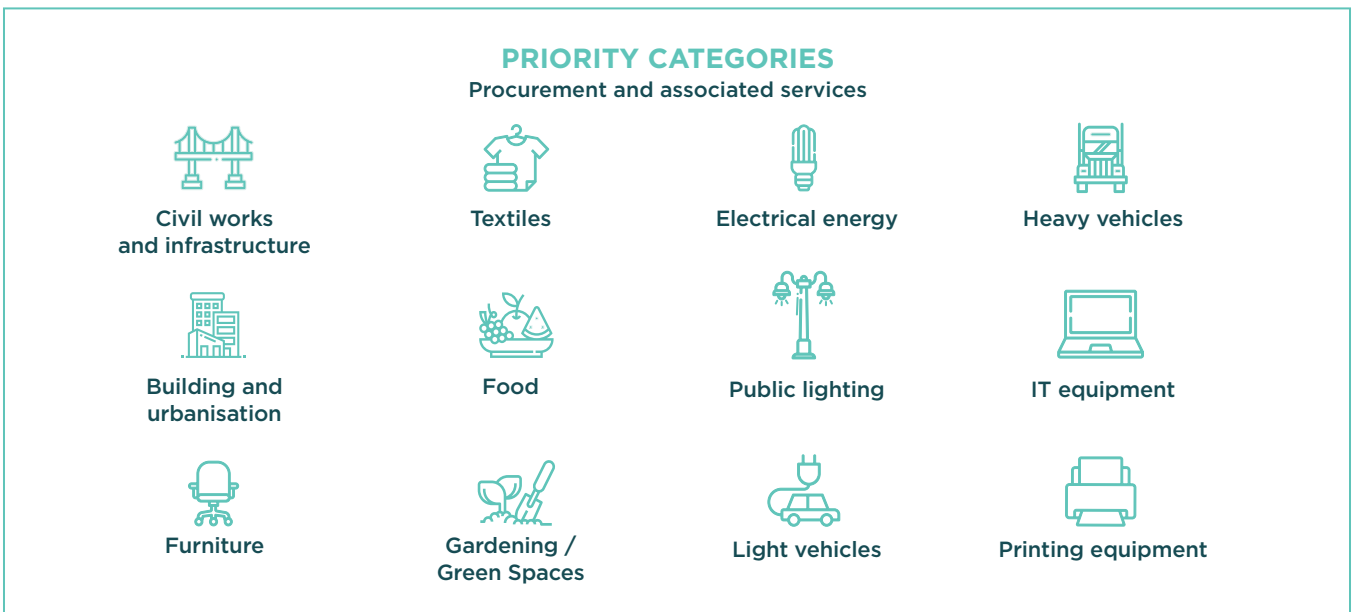 PRIORITY CATEGORIES
Procurement and associated services
Civil works
and infrastructure
Textiles
Electrical energy
Heavy vehicles
Building and
urbanisation
Food
Public lighting
IT equipment
Furniture
Gardening /
Green Spaces
Light vehicles
Printing equipment